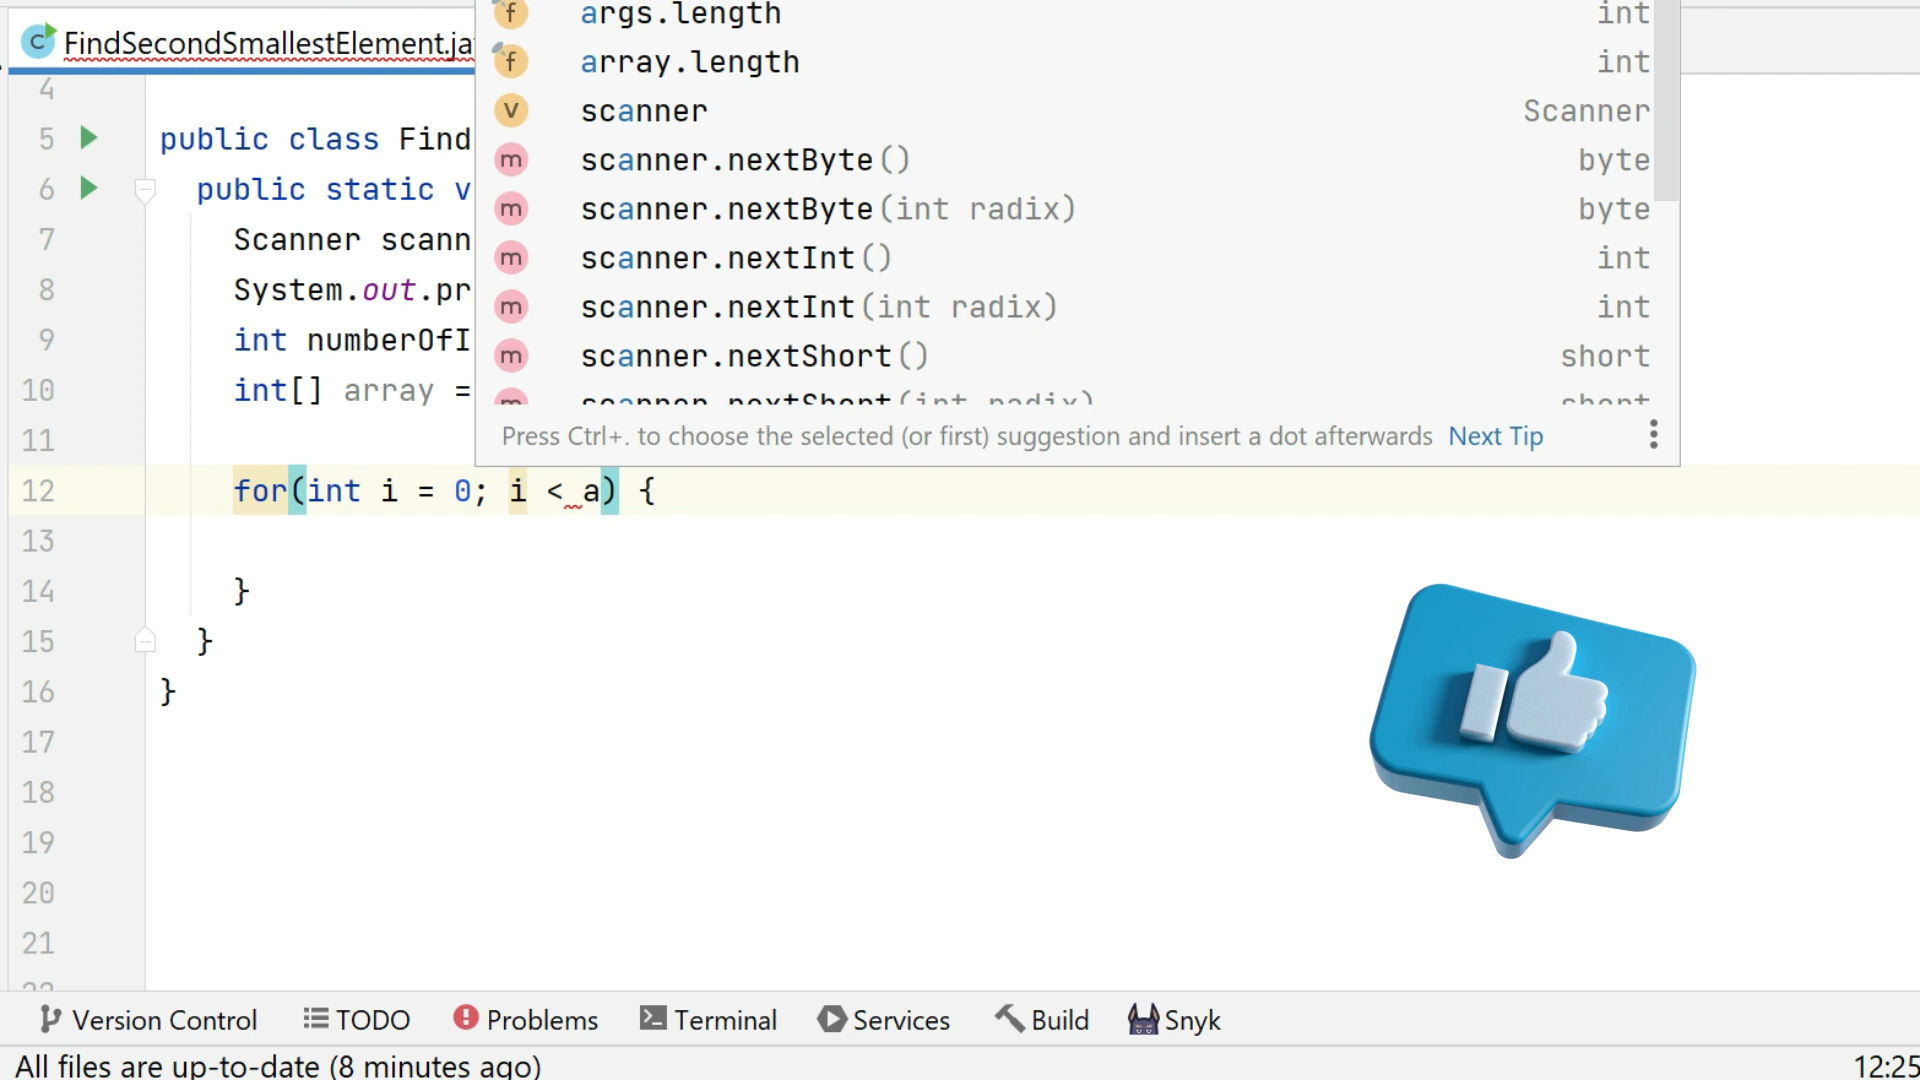 args.length int
FindSecondSmallestElement.ja
array.length int
4
scanner Scanner
5 public class Find
scanner.nextByte() byte
6 public static v
scanner.nextByte(int radix) byte
7 Scanner scann
scanner.nextInt() int
8 System.out.pr
scanner.nextInt(int radix) int
9 int numberOfI
scanner.nextShort() short
10 int[] array =
scanner.nextShort(int radix) short
11
Press Ctrl+. to choose the selected (or first) suggestion and insert a dot afterwards Next Tip
12 for(int i = 0; i < a) {
13
14 }
15 }
16 }
17
18
19
20
21
22
Version Control TODO Problems Terminal Services Build Snyk
All files are up-to-date (8 minutes ago) 12:25